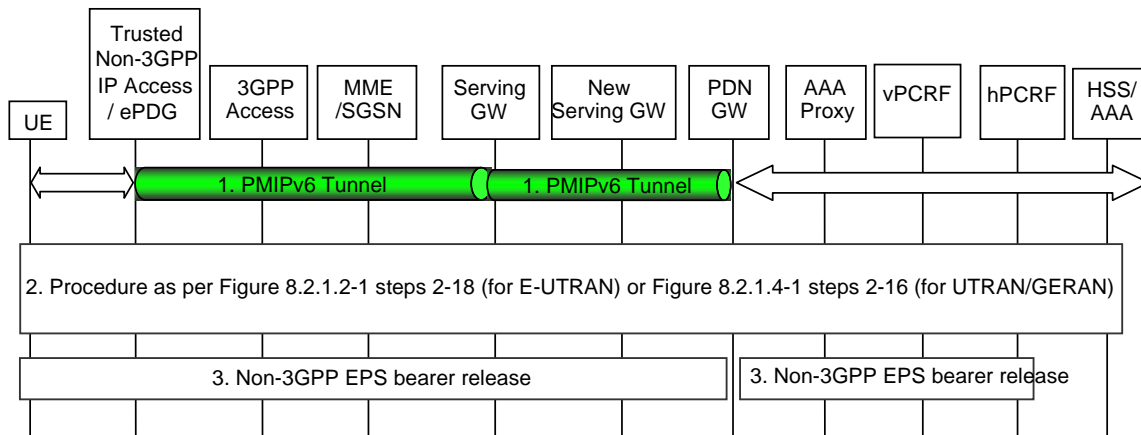 UE
Trusted
Non-3GPP
IP Access
/ ePDG
3GPP
Access
MME
/SGSN
Serving
GW
New
Serving GW
PDN
GW
AAA
Proxy
vPCRF
hPCRF
HSS/
AAA
1. PMIPv6 Tunnel
1. PMIPv6 Tunnel
2. Procedure as per Figure 8.2.1.2-1 steps 2-18 (for E-UTRAN) or Figure 8.2.1.4-1 steps 2-16 (for UTRAN/GERAN)
3. Non-3GPP EPS bearer release
3. Non-3GPP EPS bearer release